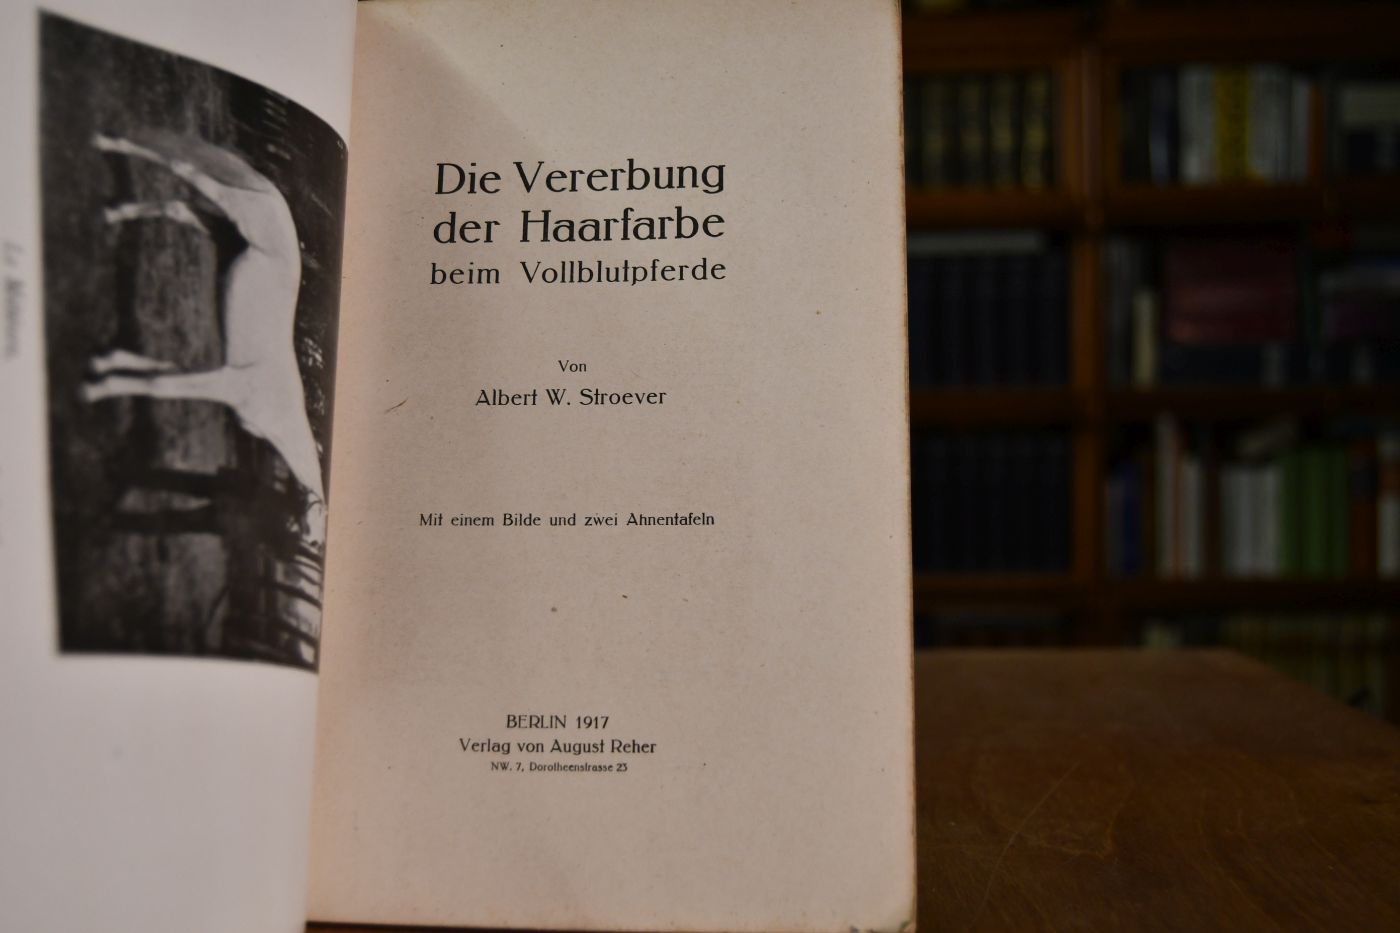 Die Vererbung
der Haarfarbe
beim Vollblutpferde
Von
Albert W. Stroever
Mit einem Bilde und zwei Ahnentafeln
BERLIN 1917
Verlag von August Reher
NW. 7, Dorotheenstrasse 23